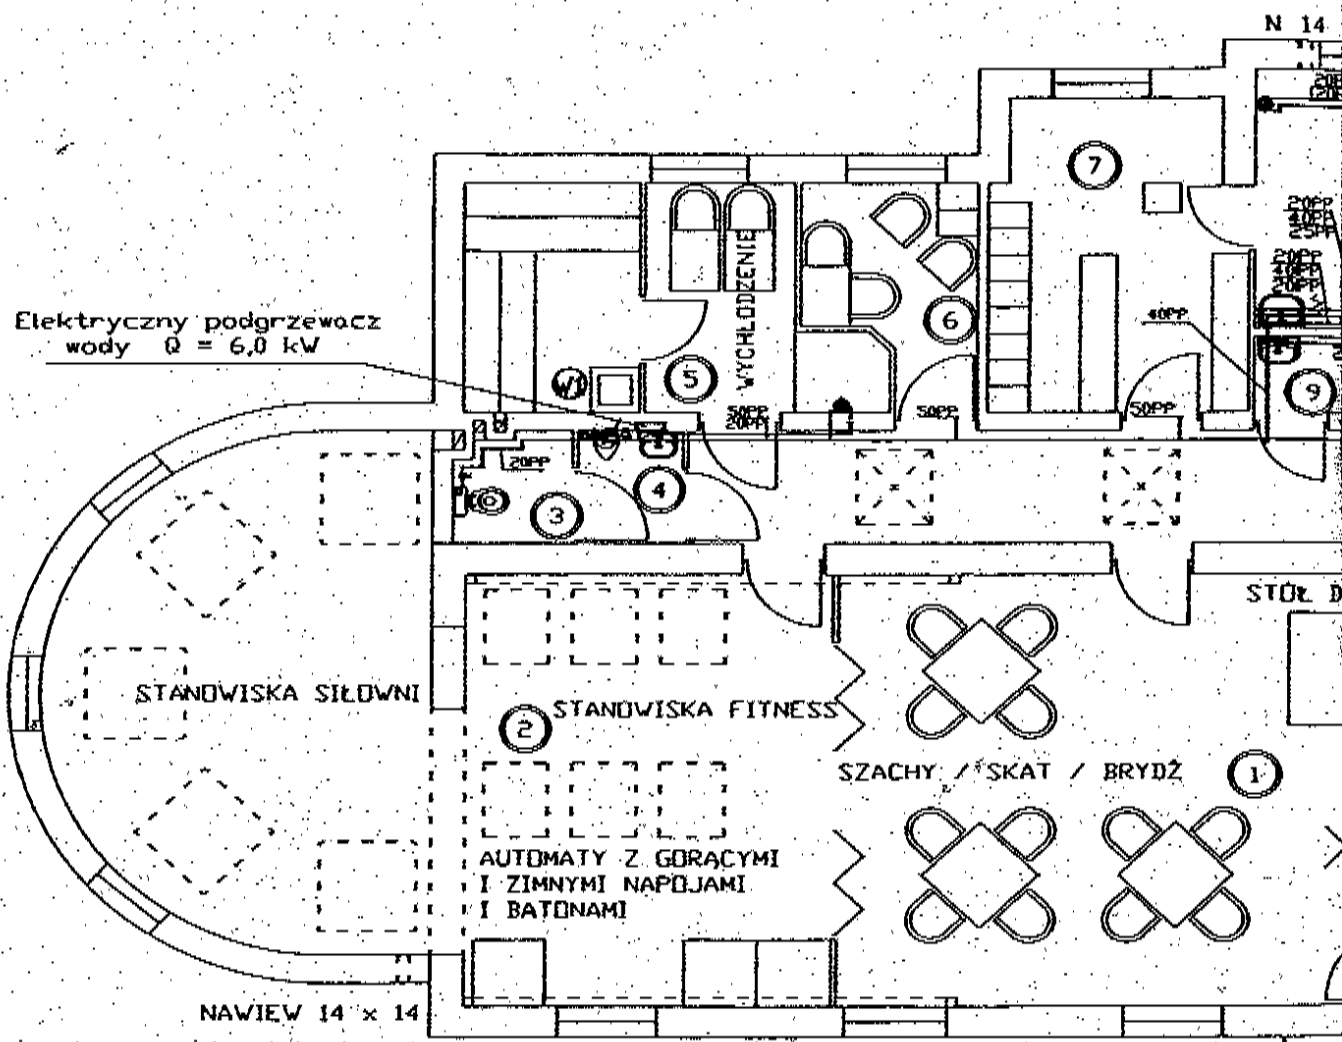 N 14
7
20PP
40PP
25PP
20PP
WYCHŁODZENIE
6
40PP
Elektryczny podgrzewacz
wody Q = 6,0 kW
W1
5
9
50PP
20PP
50PP
50PP
20PP
4
3
STÓŁ D
STANOWISKA SIŁOWNI
STANOWISKA FITNESS
2
SZACHY / SKAT / BRYDŻ
1
AUTOMATY Z GORĄCYMI
I ZIMNYMI NAPOJAMI
I BATONAMI
NAWIEW 14 x 14